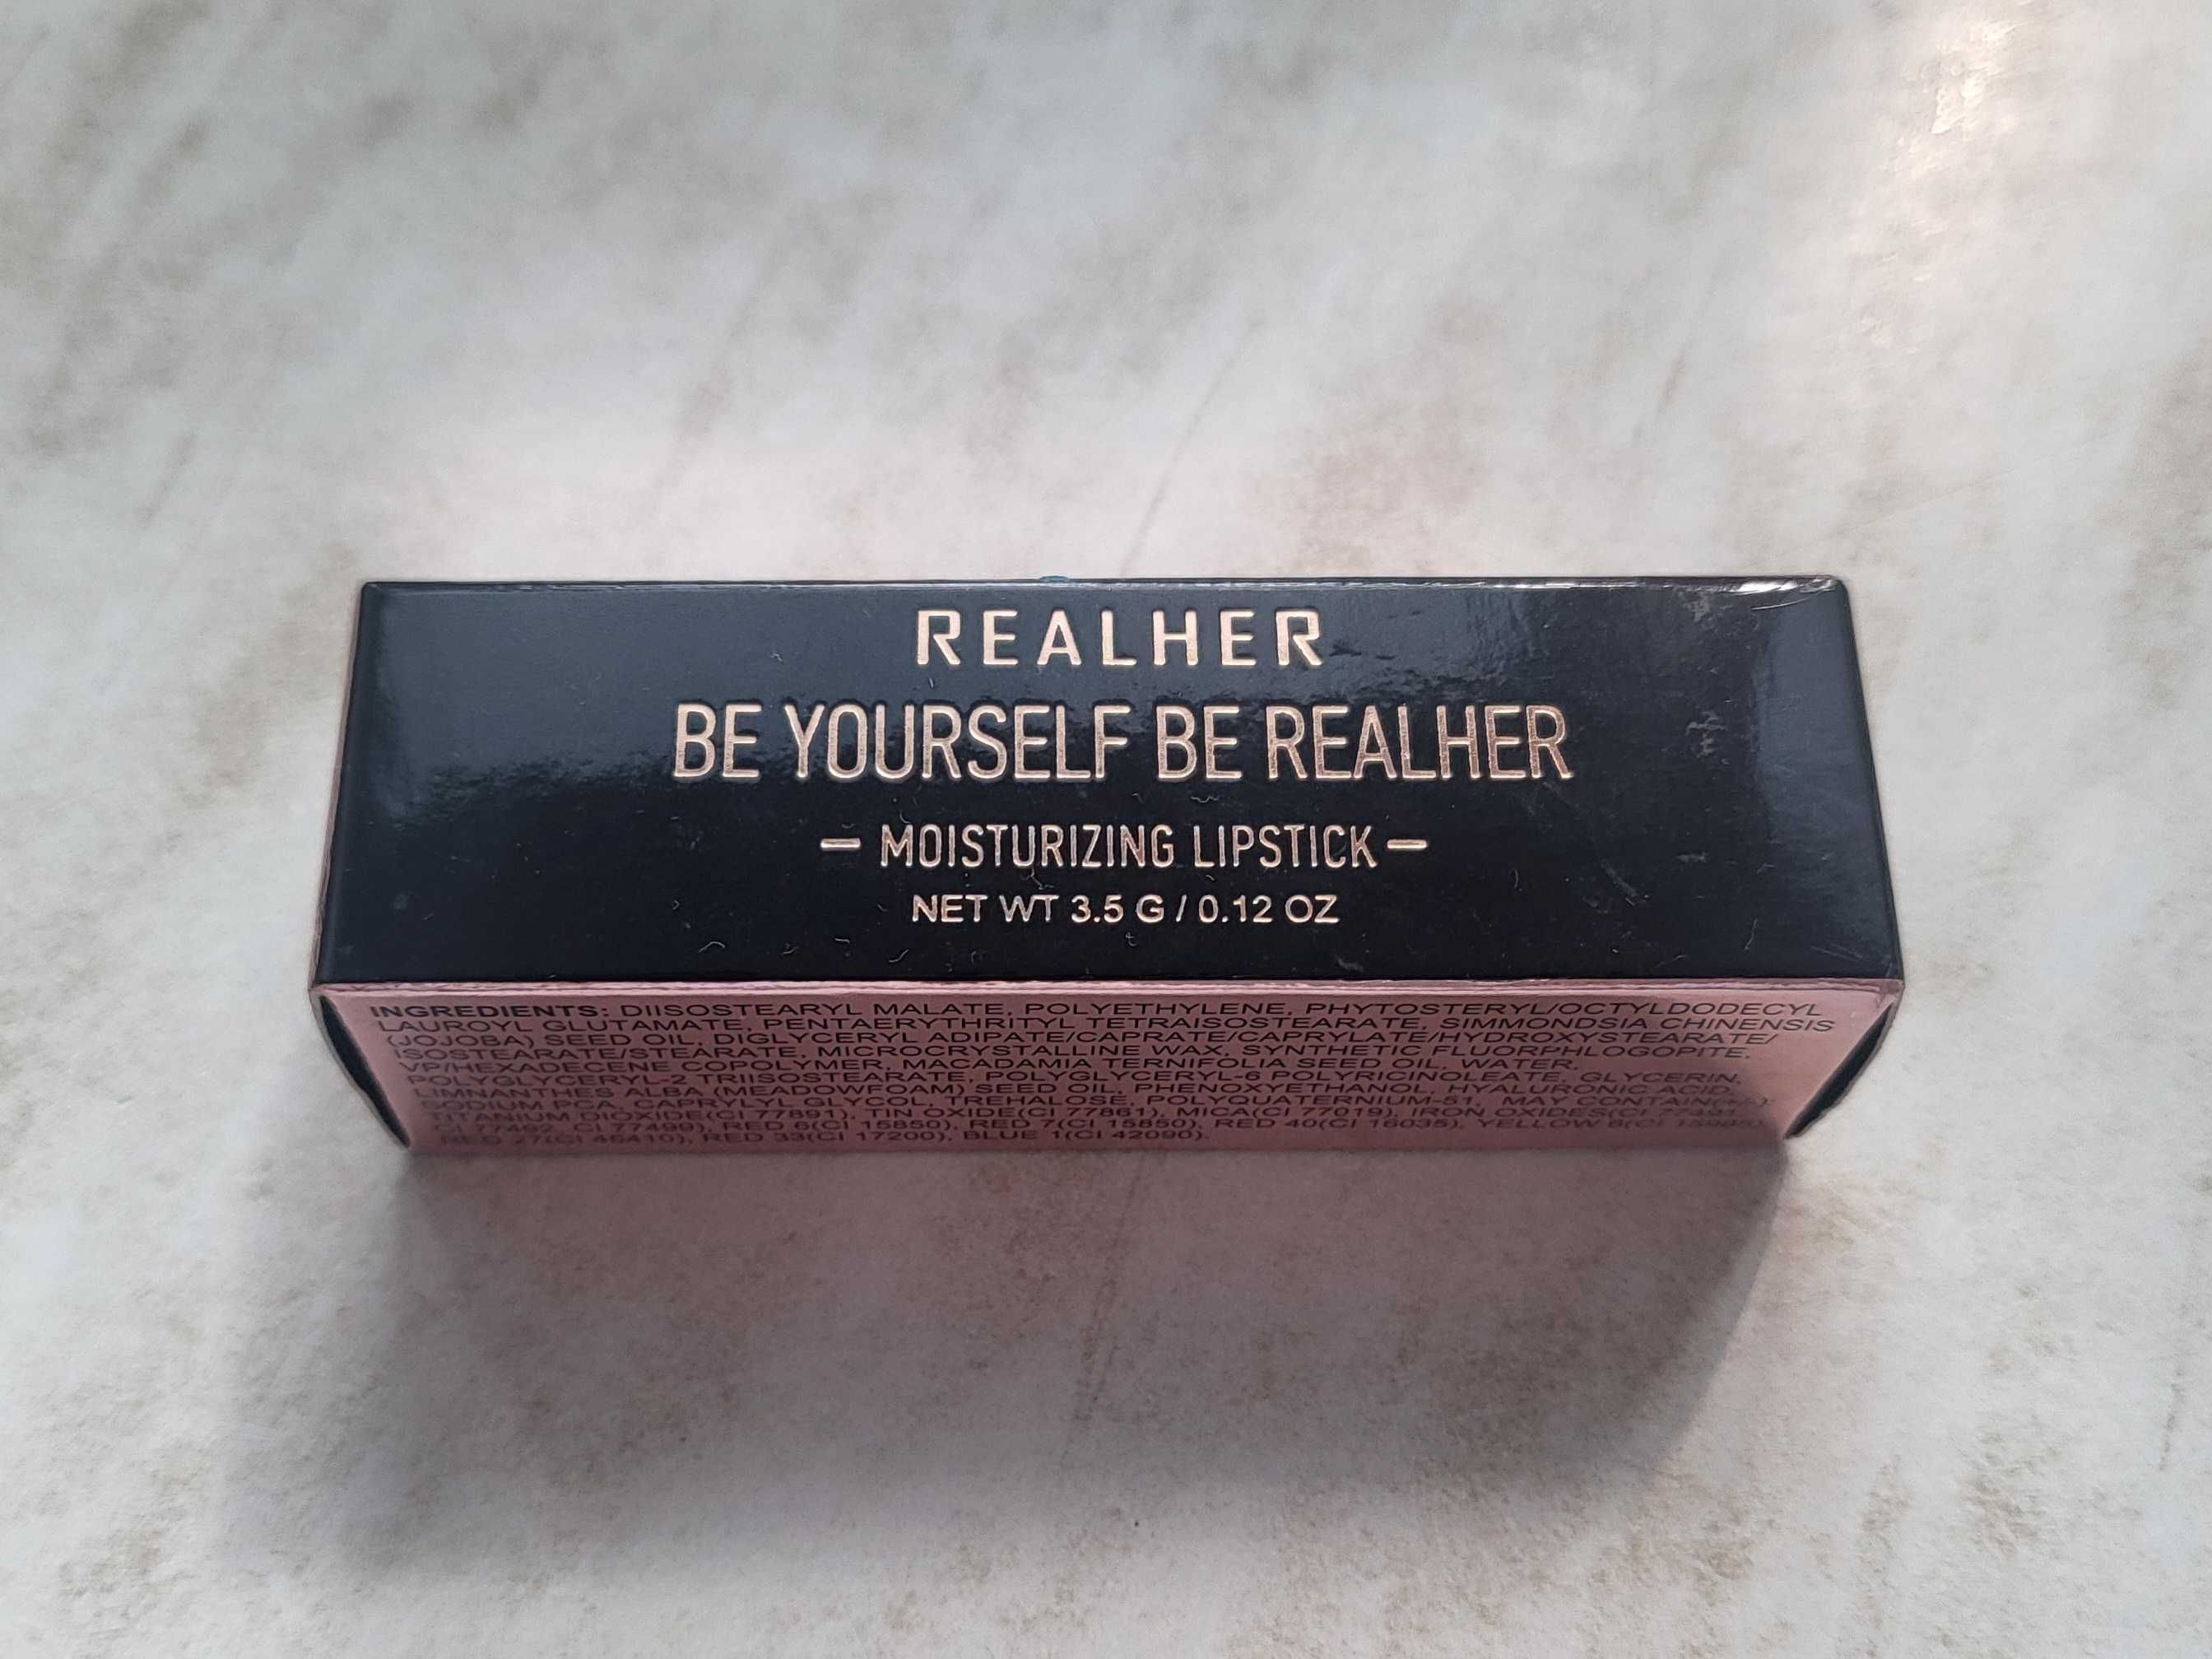 REALHER
BE YOURSELF BE REALHER
— MOISTURIZING LIPSTICK —
NET WT 3.5 G / 0.12 OZ
INGREDIENTS: DIISOSTEARYL MALATE, POLYETHYLENE, PHYTOSTERYL/OCTYLDODECYL
LAUROYL GLUTAMATE, PENTAERYTHRITYL TETRAISOSTEARATE, SIMMONDSIA CHINENSIS
(JOJOBA) SEED OIL, DIGLYCERYL ADIPATE/CAPRATE/CAPRYLATE/HYDROXYSTEARATE/
ISOSTEARATE/STEARATE, MICROCRYSTALLINE WAX, SYNTHETIC FLUORPHLOGOPITE,
VP/HEXADECENE COPOLYMER, MACADAMIA TERNIFOLIA SEED OIL, WATER,
POLYGLYCERYL-2 TRIISOSTEARATE, POLYGLYCERYL-6 POLYRICINOLEATE, GLYCERIN,
LIMNANTHES ALBA (MEADOWFOAM) SEED OIL, PHENOXYETHANOL, HYALURONIC ACID,
SODIUM PCA, CAPRYLYL GLYCOL, TREHALOSE, POLYQUATERNIUM-51, MAY CONTAIN(+/-):
TITANIUM DIOXIDE(CI 77891), TIN OXIDE(CI 77861), MICA(CI 77019), IRON OXIDES(CI 77491,
CI 77492, CI 77499), RED 6(CI 15850), RED 7(CI 15850), RED 40(CI 16035), YELLOW 6(CI 15985),
RED 27(CI 45410), RED 33(CI 17200), BLUE 1(CI 42090).